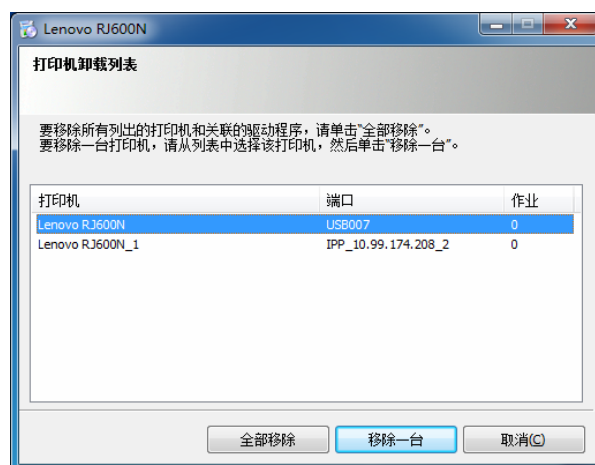 Lenovo RJ600N
打印机卸载列表
要移除所有列出的打印机和关联的驱动程序，请单击"全部移除"。
要移除一台打印机，请从列表中选择该打印机，然后单击"移除一台"。
打印机 端口 作业
Lenovo RJ600N USB007 0
Lenovo RJ600N_1 IPP_10.99.174.208_2 0
全部移除 移除一台 取消(C)